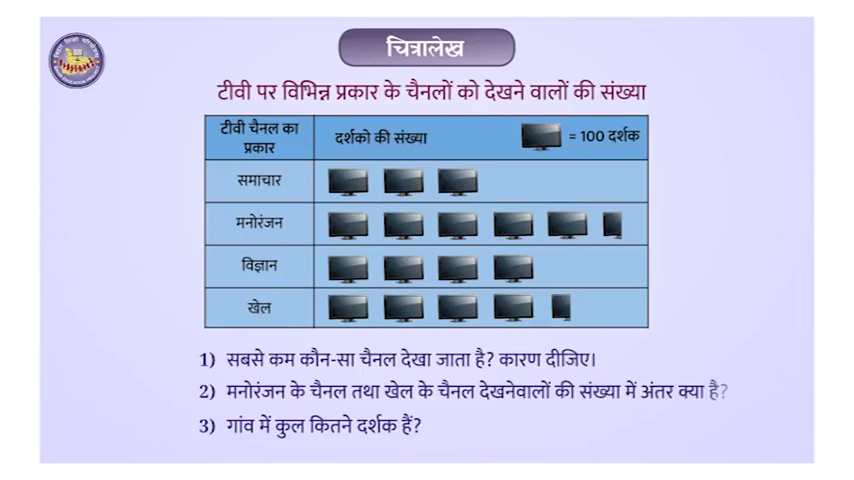 चित्रालेख
टीवी पर विभिन्न प्रकार के चैनलों को देखने वालों की संख्या
टीवी चैनल का
प्रकार
दर्शको की संख्या
= 100 दर्शक
समाचार
मनोरंजन
विज्ञान
खेल
1) सबसे कम कौन-सा चैनल देखा जाता है? कारण दीजिए।
2) मनोरंजन के चैनल तथा खेल के चैनल देखनेवालों की संख्या में अंतर क्या है?
3) गांव में कुल कितने दर्शक हैं?